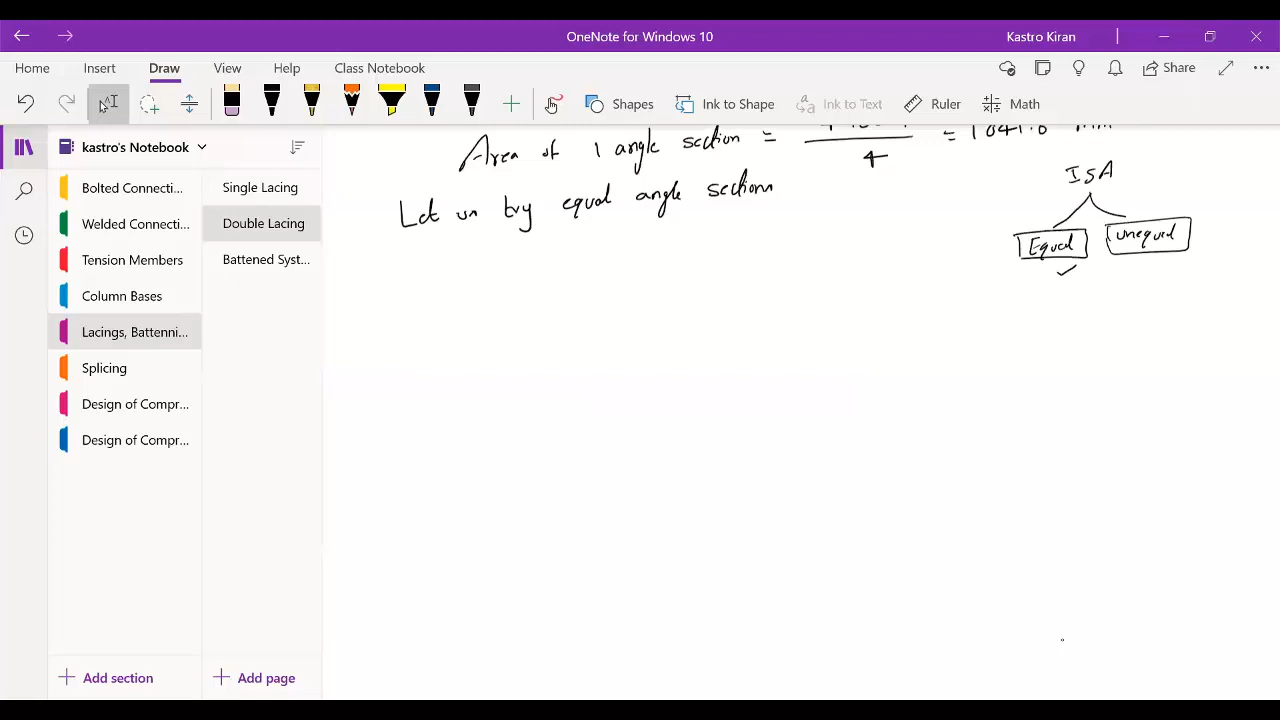 OneNote for Windows 10
Kastro Kiran
Home Insert Draw View Help Class Notebook
Share
Shapes Ink to Shape Ink to Text Ruler Math
kastro's Notebook
Bolted Connecti...
Welded Connecti...
Tension Members
Column Bases
Lacings, Battenni...
Splicing
Design of Compr...
Design of Compr...
Add section
Single Lacing
Double Lacing
Battened Syst...
Add page
Area of 1 angle section = 4 =
Let us try equal angle sections
ISA
Equal unequal